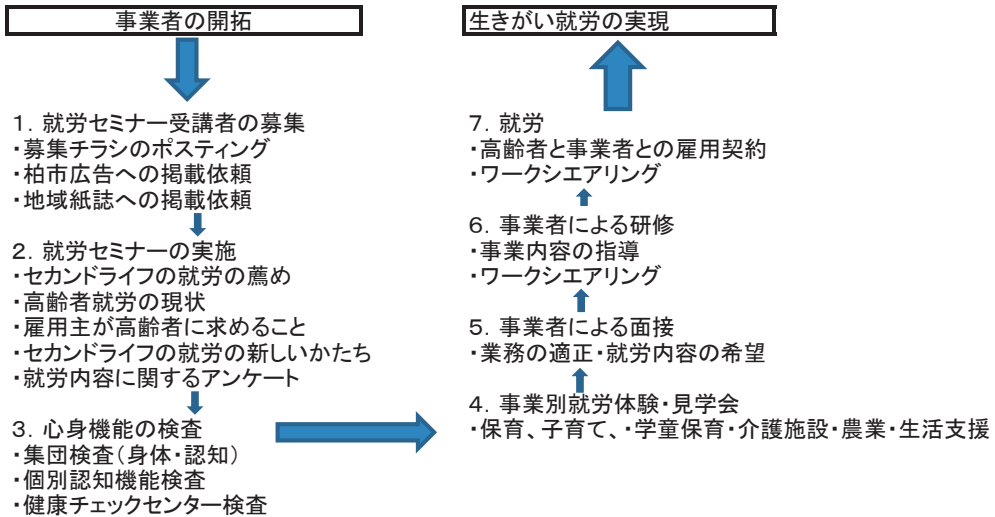 事業者の開拓
1．就労セミナー受講者の募集
・募集チラシのポスティング
・柏市広告への掲載依頼
・地域紙誌への掲載依頼
2．就労セミナーの実施
・セカンドライフの就労の薦め
・高齢者就労の現状
・雇用主が高齢者に求めること
・セカンドライフの就労の新しいかたち
・就労内容に関するアンケート
3．心身機能の検査
・集団検査（身体・認知）
・個別認知機能検査
・健康チェックセンター検査
4．事業別就労体験・見学会
・保育、子育て、・学童保育・介護施設・農業・生活支援
5．事業者による面接
・業務の適正・就労内容の希望
6．事業者による研修
・事業内容の指導
・ワークシエアリング
7．就労
・高齢者と事業者との雇用契約
・ワークシエアリング
生きがい就労の実現